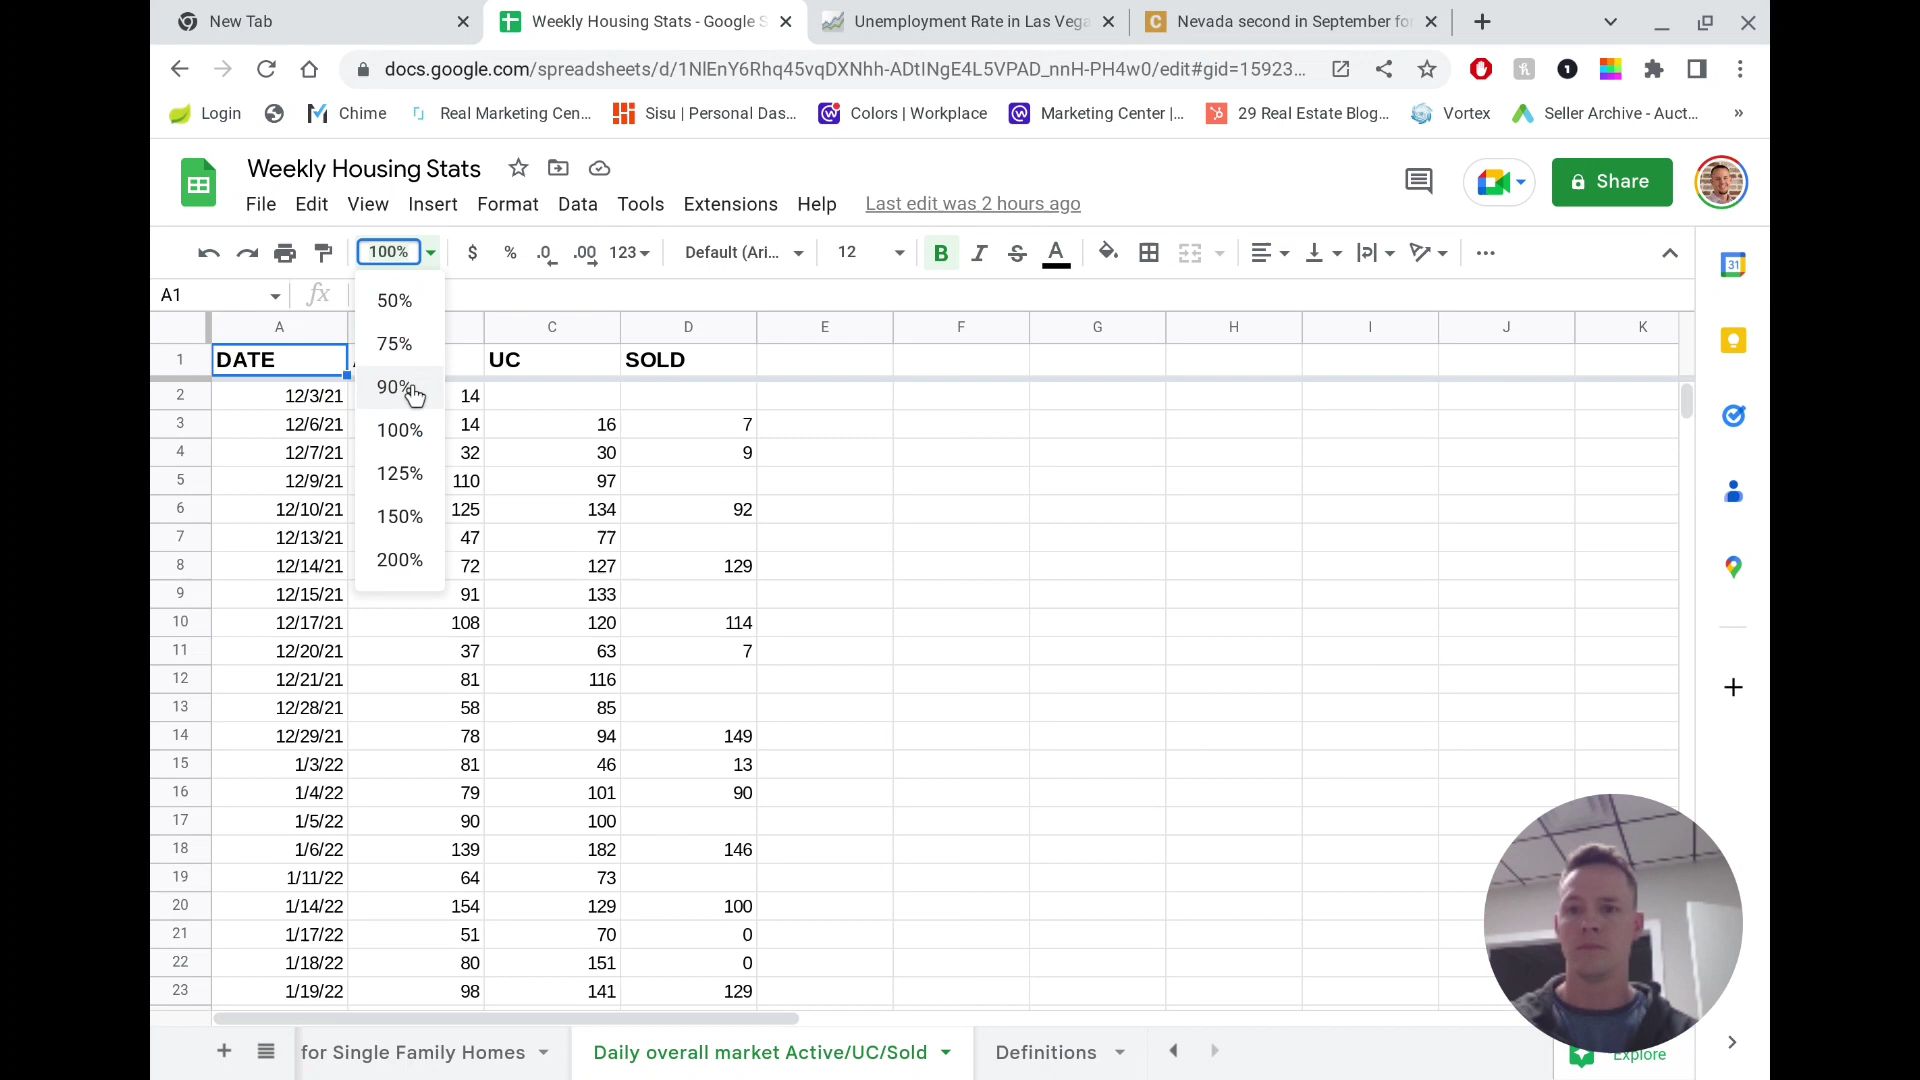 New Tab
Weekly Housing Stats - Google S
Unemployment Rate in Las Vega
Nevada second in September for
docs.google.com/spreadsheets/d/1NlEnY6Rhq45vqDXNhh-ADtINgE4L5VPAD_nnH-PH4w0/edit#gid=15923...
Login
Chime
Real Marketing Cen...
Sisu | Personal Das...
Colors | Workplace
Marketing Center |...
29 Real Estate Blog...
Vortex
Seller Archive - Auct...
»
Weekly Housing Stats
File Edit View Insert Format Data Tools Extensions Help Last edit was 2 hours ago
Share
100% $ % .0 .00 123 Default (Ari... 12 B I S A
31
A1 fx
50%
75%
90%
100%
125%
150%
200%
A C D E F G H I J K
1 DATE UC SOLD
2 12/3/21 14
3 12/6/21 14 16 7
4 12/7/21 32 30 9
5 12/9/21 110 97
6 12/10/21 125 134 92
7 12/13/21 47 77
8 12/14/21 72 127 129
9 12/15/21 91 133
10 12/17/21 108 120 114
11 12/20/21 37 63 7
12 12/21/21 81 116
13 12/28/21 58 85
14 12/29/21 78 94 149
15 1/3/22 81 46 13
16 1/4/22 79 101 90
17 1/5/22 90 100
18 1/6/22 139 182 146
19 1/11/22 64 73
20 1/14/22 154 129 100
21 1/17/22 51 70 0
22 1/18/22 80 151 0
23 1/19/22 98 141 129
for Single Family Homes
Daily overall market Active/UC/Sold
Definitions
Explore